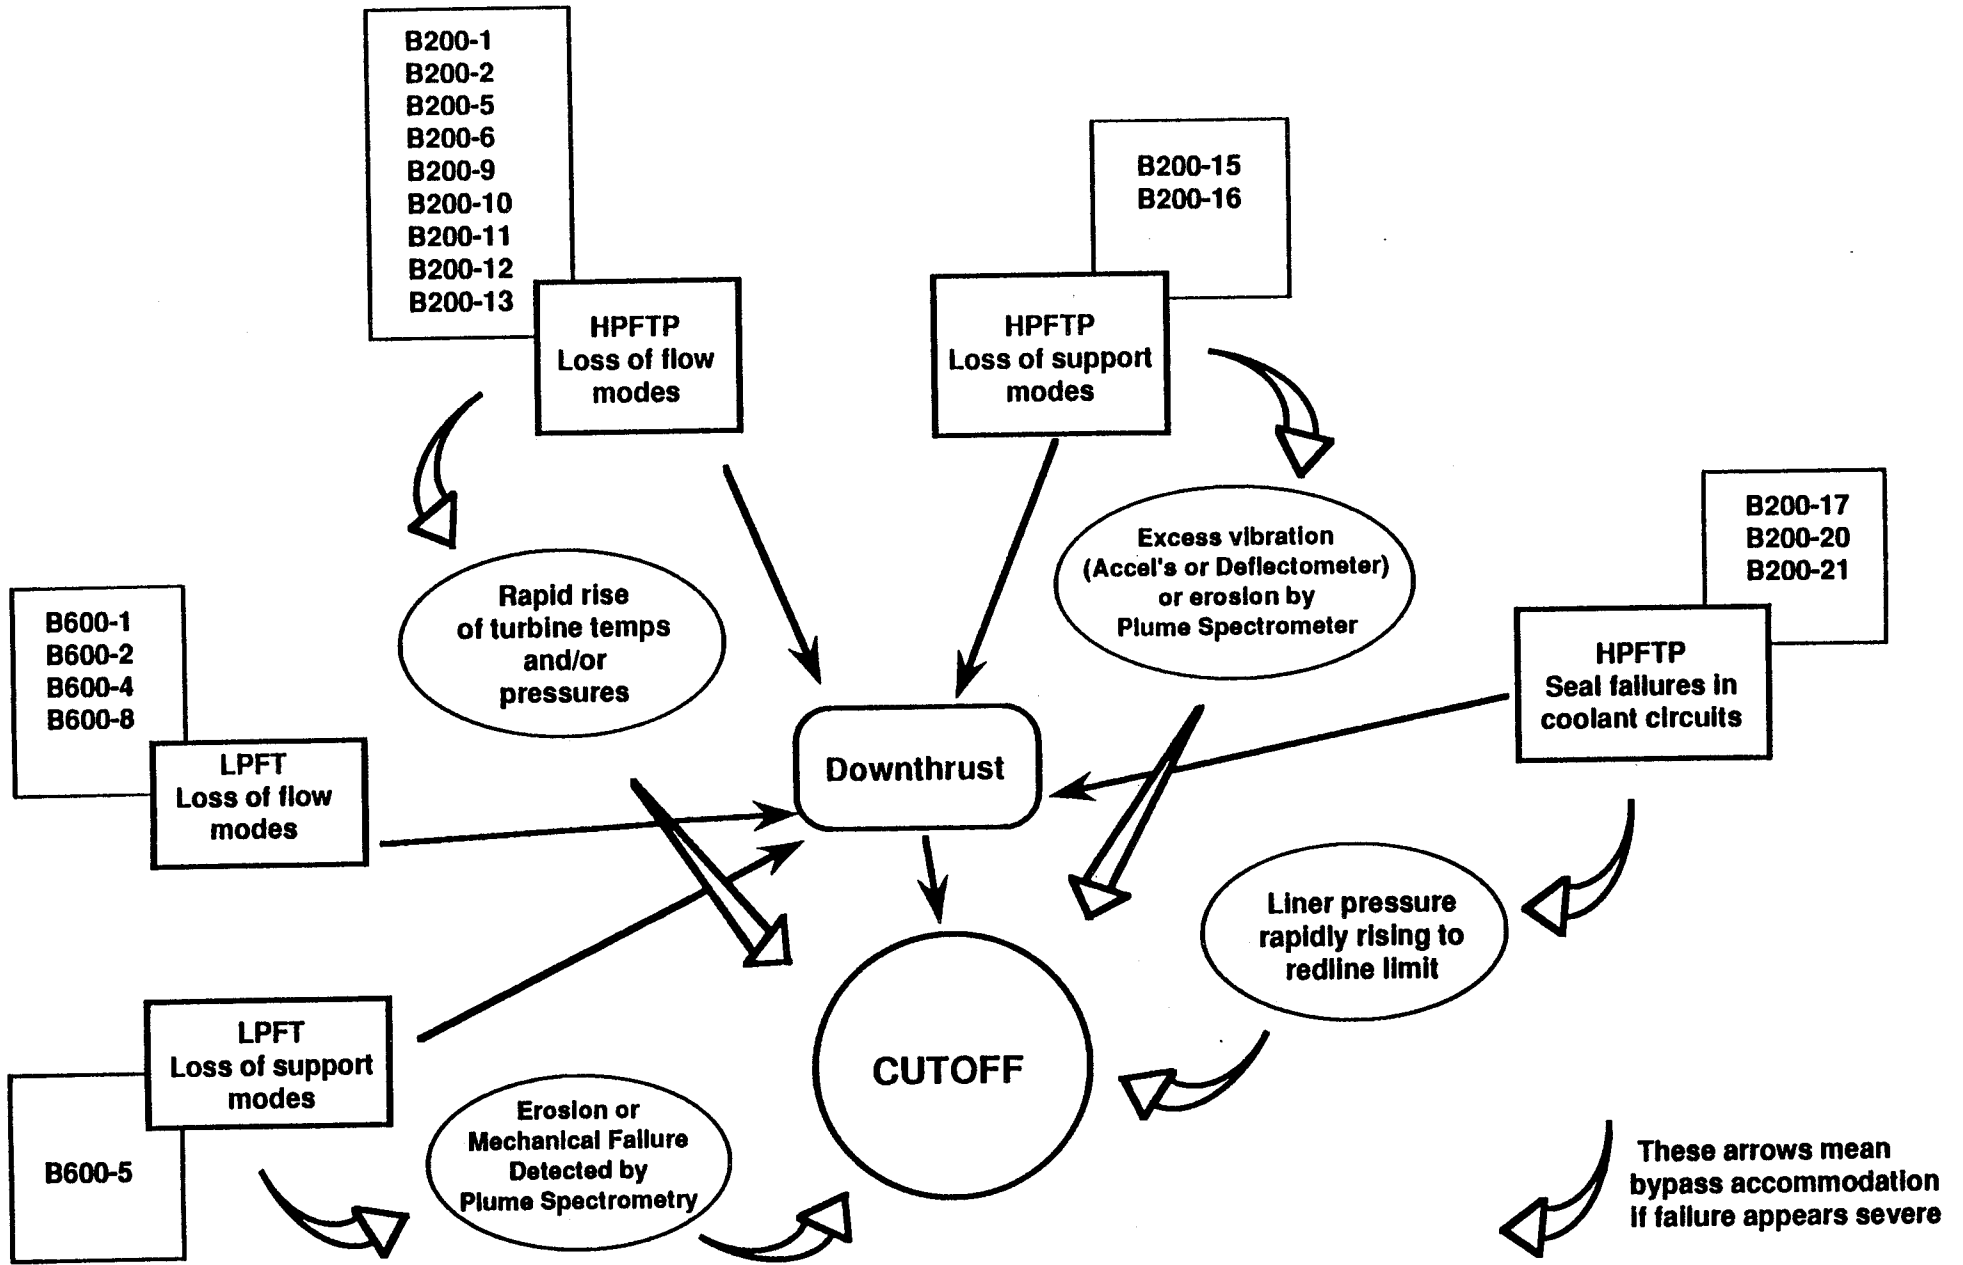 B200-1
B200-2
B200-5
B200-6
B200-9
B200-10
B200-11
B200-12
B200-13
HPFTP
Loss of flow
modes
B200-15
B200-16
HPFTP
Loss of support
modes
B200-17
B200-20
B200-21
HPFTP
Seal failures in
coolant circuits
Rapid rise
of turbine temps
and/or
pressures
Excess vibration
(Accel's or Deflectometer)
or erosion by
Plume Spectrometer
B600-1
B600-2
B600-4
B600-8
LPFT
Loss of flow
modes
Downthrust
Liner pressure
rapidly rising to
redline limit
LPFT
Loss of support
modes
B600-5
Erosion or
Mechanical Failure
Detected by
Plume Spectrometry
CUTOFF
These arrows mean
bypass accommodation
if failure appears severe